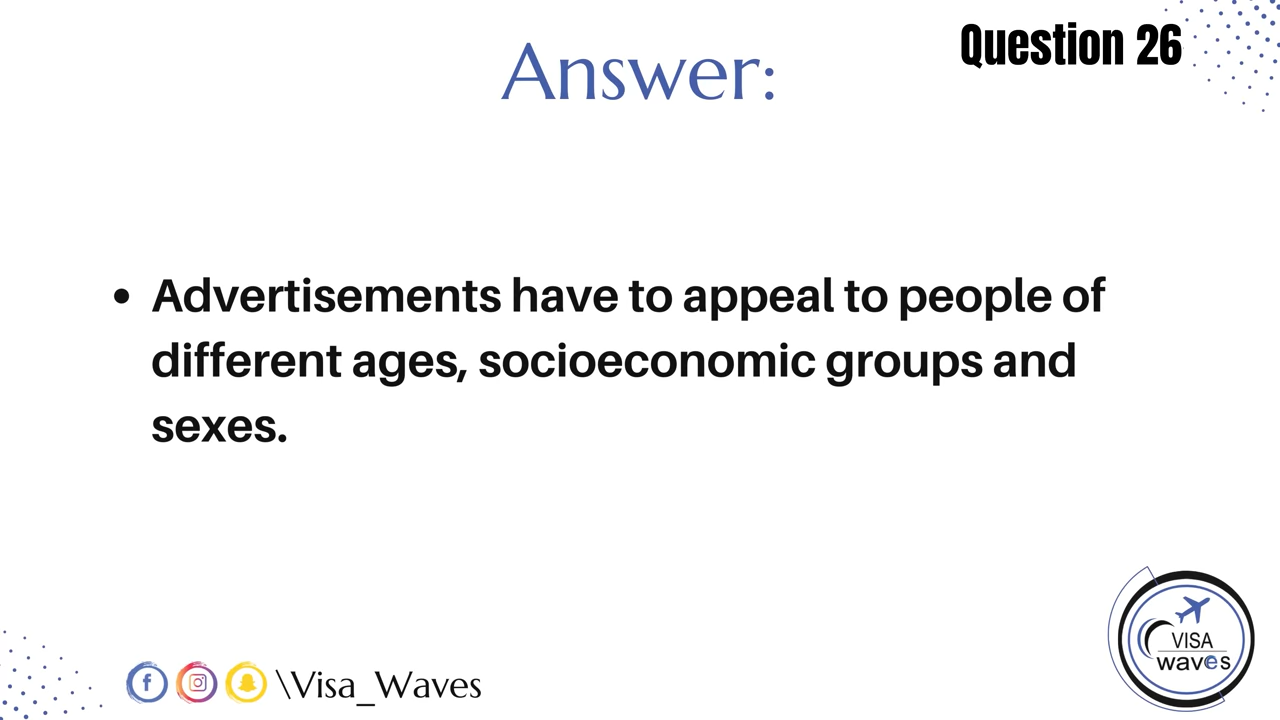 Question 26
Answer:
• Advertisements have to appeal to people of
different ages, socioeconomic groups and
sexes.
\Visa_Waves
VISA
waves